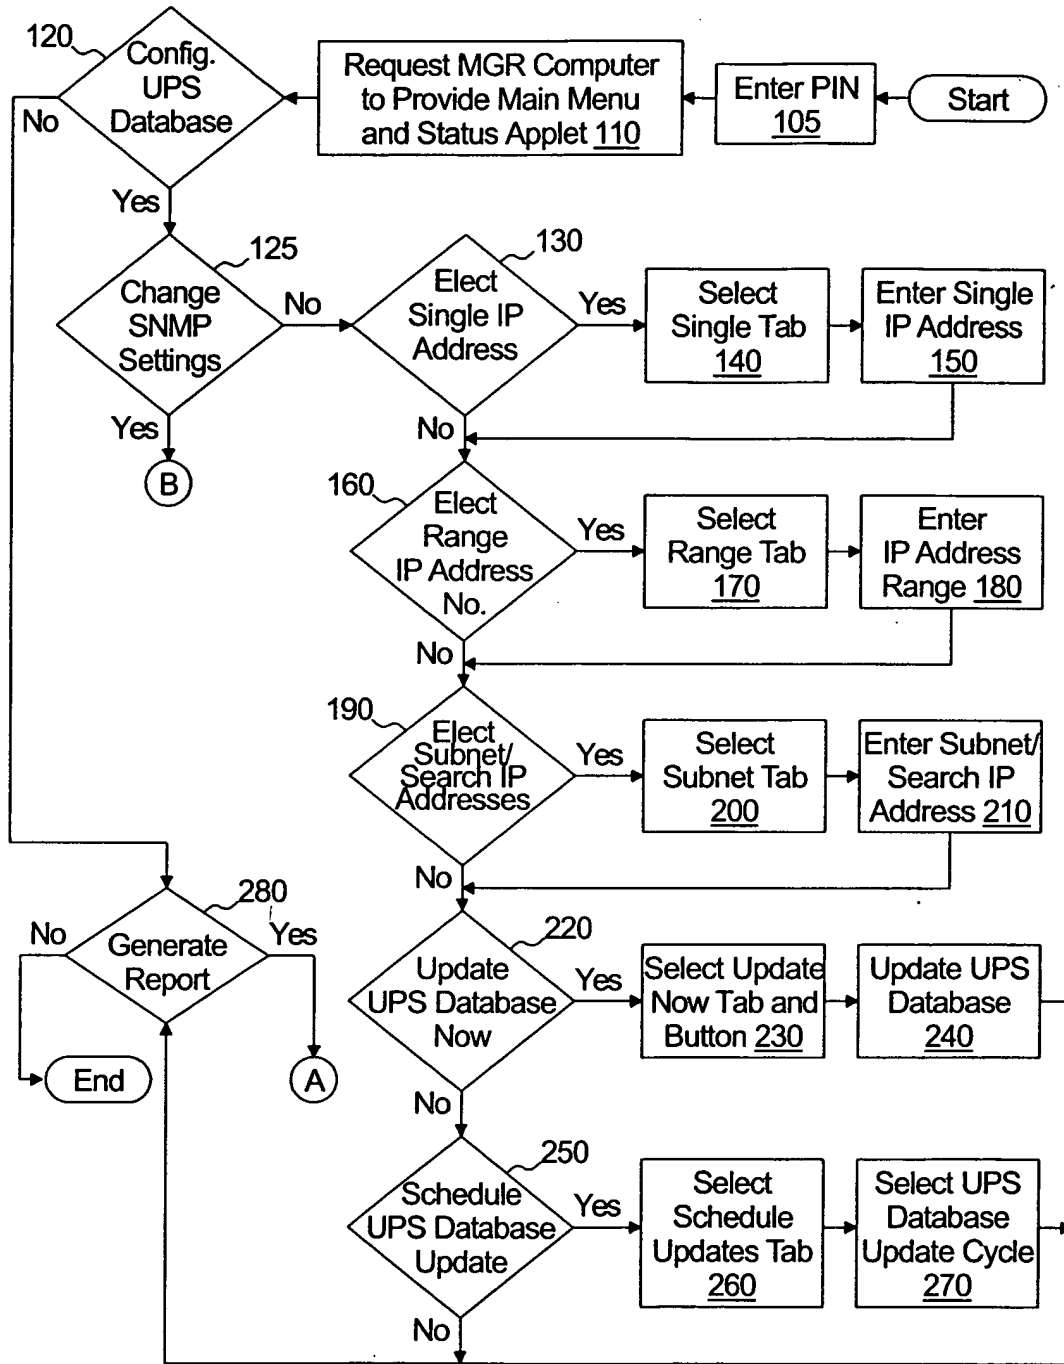 120
Config.
UPS
Database
Request MGR Computer
to Provide Main Menu
and Status Applet 110
Enter PIN
105
Start
No
Yes
125
Change
SNMP
Settings
No
Yes
B
130
Elect
Single IP
Address
Yes
Select
Single Tab
140
Enter Single
IP Address
150
No
160
Elect
Range
IP Address
No.
Yes
Select
Range Tab
170
Enter
IP Address
Range 180
No
190
Elect
Subnet/
Search IP
Addresses
Yes
Select
Subnet Tab
200
Enter Subnet/
Search IP
Address 210
No
280
Generate
Report
No
Yes
End
A
220
Update
UPS Database
Now
Yes
Select Update
Now Tab and
Button 230
Update UPS
Database
240
No
250
Schedule
UPS Database
Update
Yes
Select
Schedule
Updates Tab
260
Select UPS
Database
Update Cycle
270
No